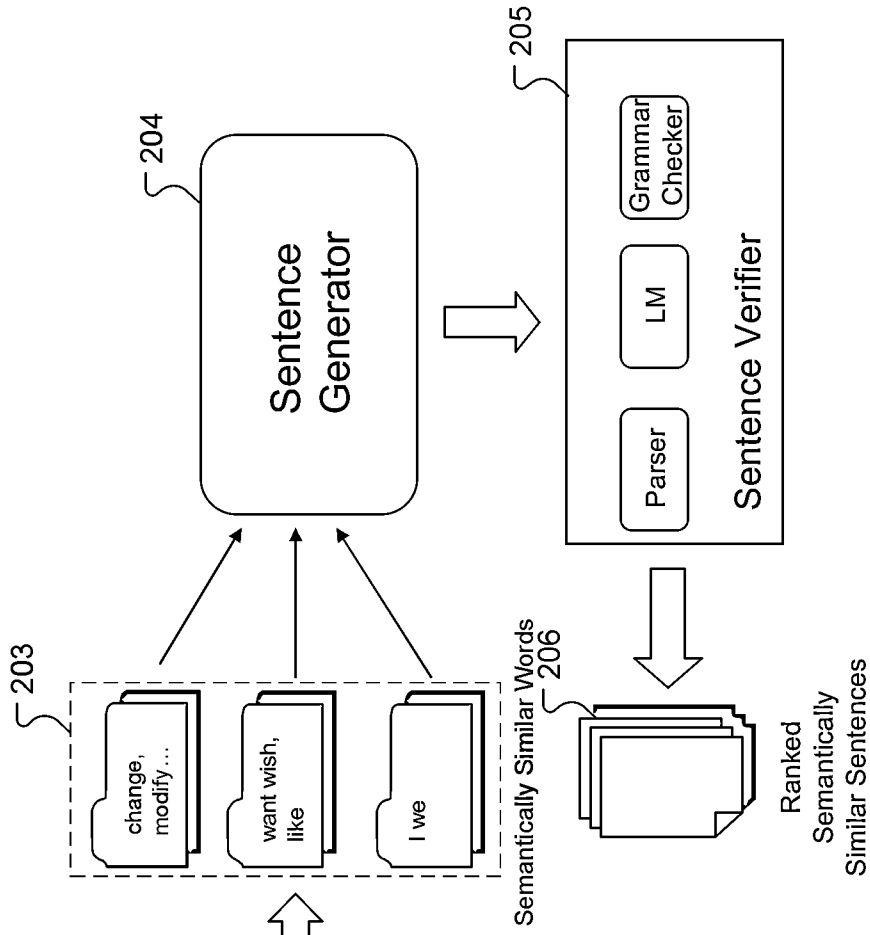 203
change,
modify...
want wish,
like
I we
Semantically Similar Words
204
Sentence
Generator
205
Parser
LM
Grammar
Checker
Sentence Verifier
206
Ranked
Semantically
Similar Sentences